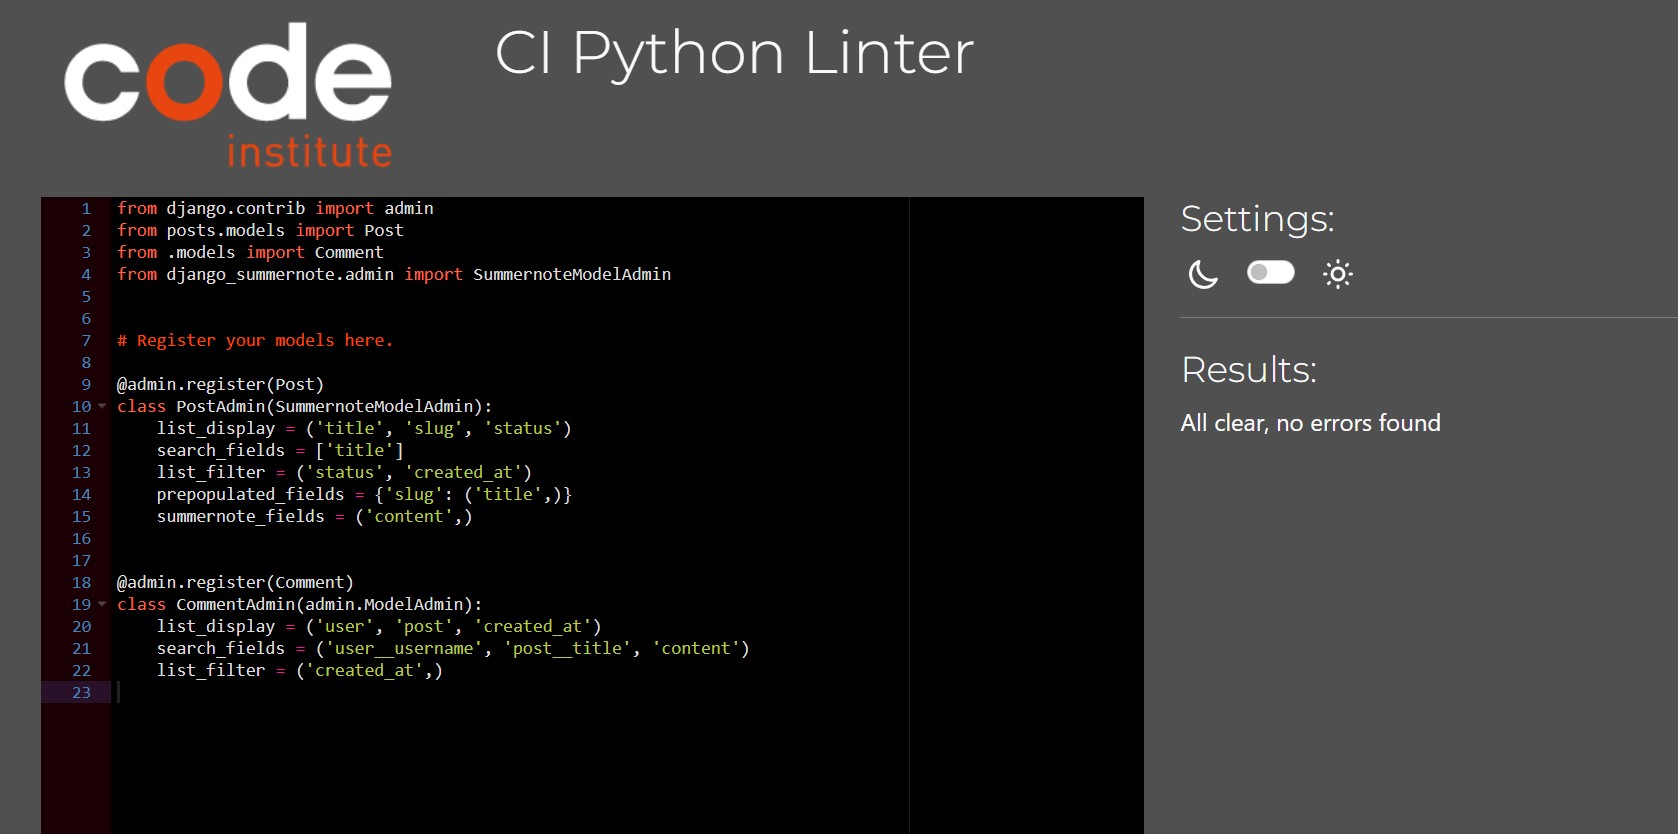 code
institute
CI Python Linter
1 from django.contrib import admin
2 from posts.models import Post
3 from .models import Comment
4 from django_summernote.admin import SummernoteModelAdmin
5
6
7 # Register your models here.
8
9 @admin.register(Post)
10 class PostAdmin(SummernoteModelAdmin):
11     list_display = ('title', 'slug', 'status')
12     search_fields = ['title']
13     list_filter = ('status', 'created_at')
14     prepopulated_fields = {'slug': ('title',)}
15     summernote_fields = ('content',)
16
17
18 @admin.register(Comment)
19 class CommentAdmin(admin.ModelAdmin):
20     list_display = ('user', 'post', 'created_at')
21     search_fields = ('user__username', 'post__title', 'content')
22     list_filter = ('created_at',)
23
Settings:
Results:
All clear, no errors found